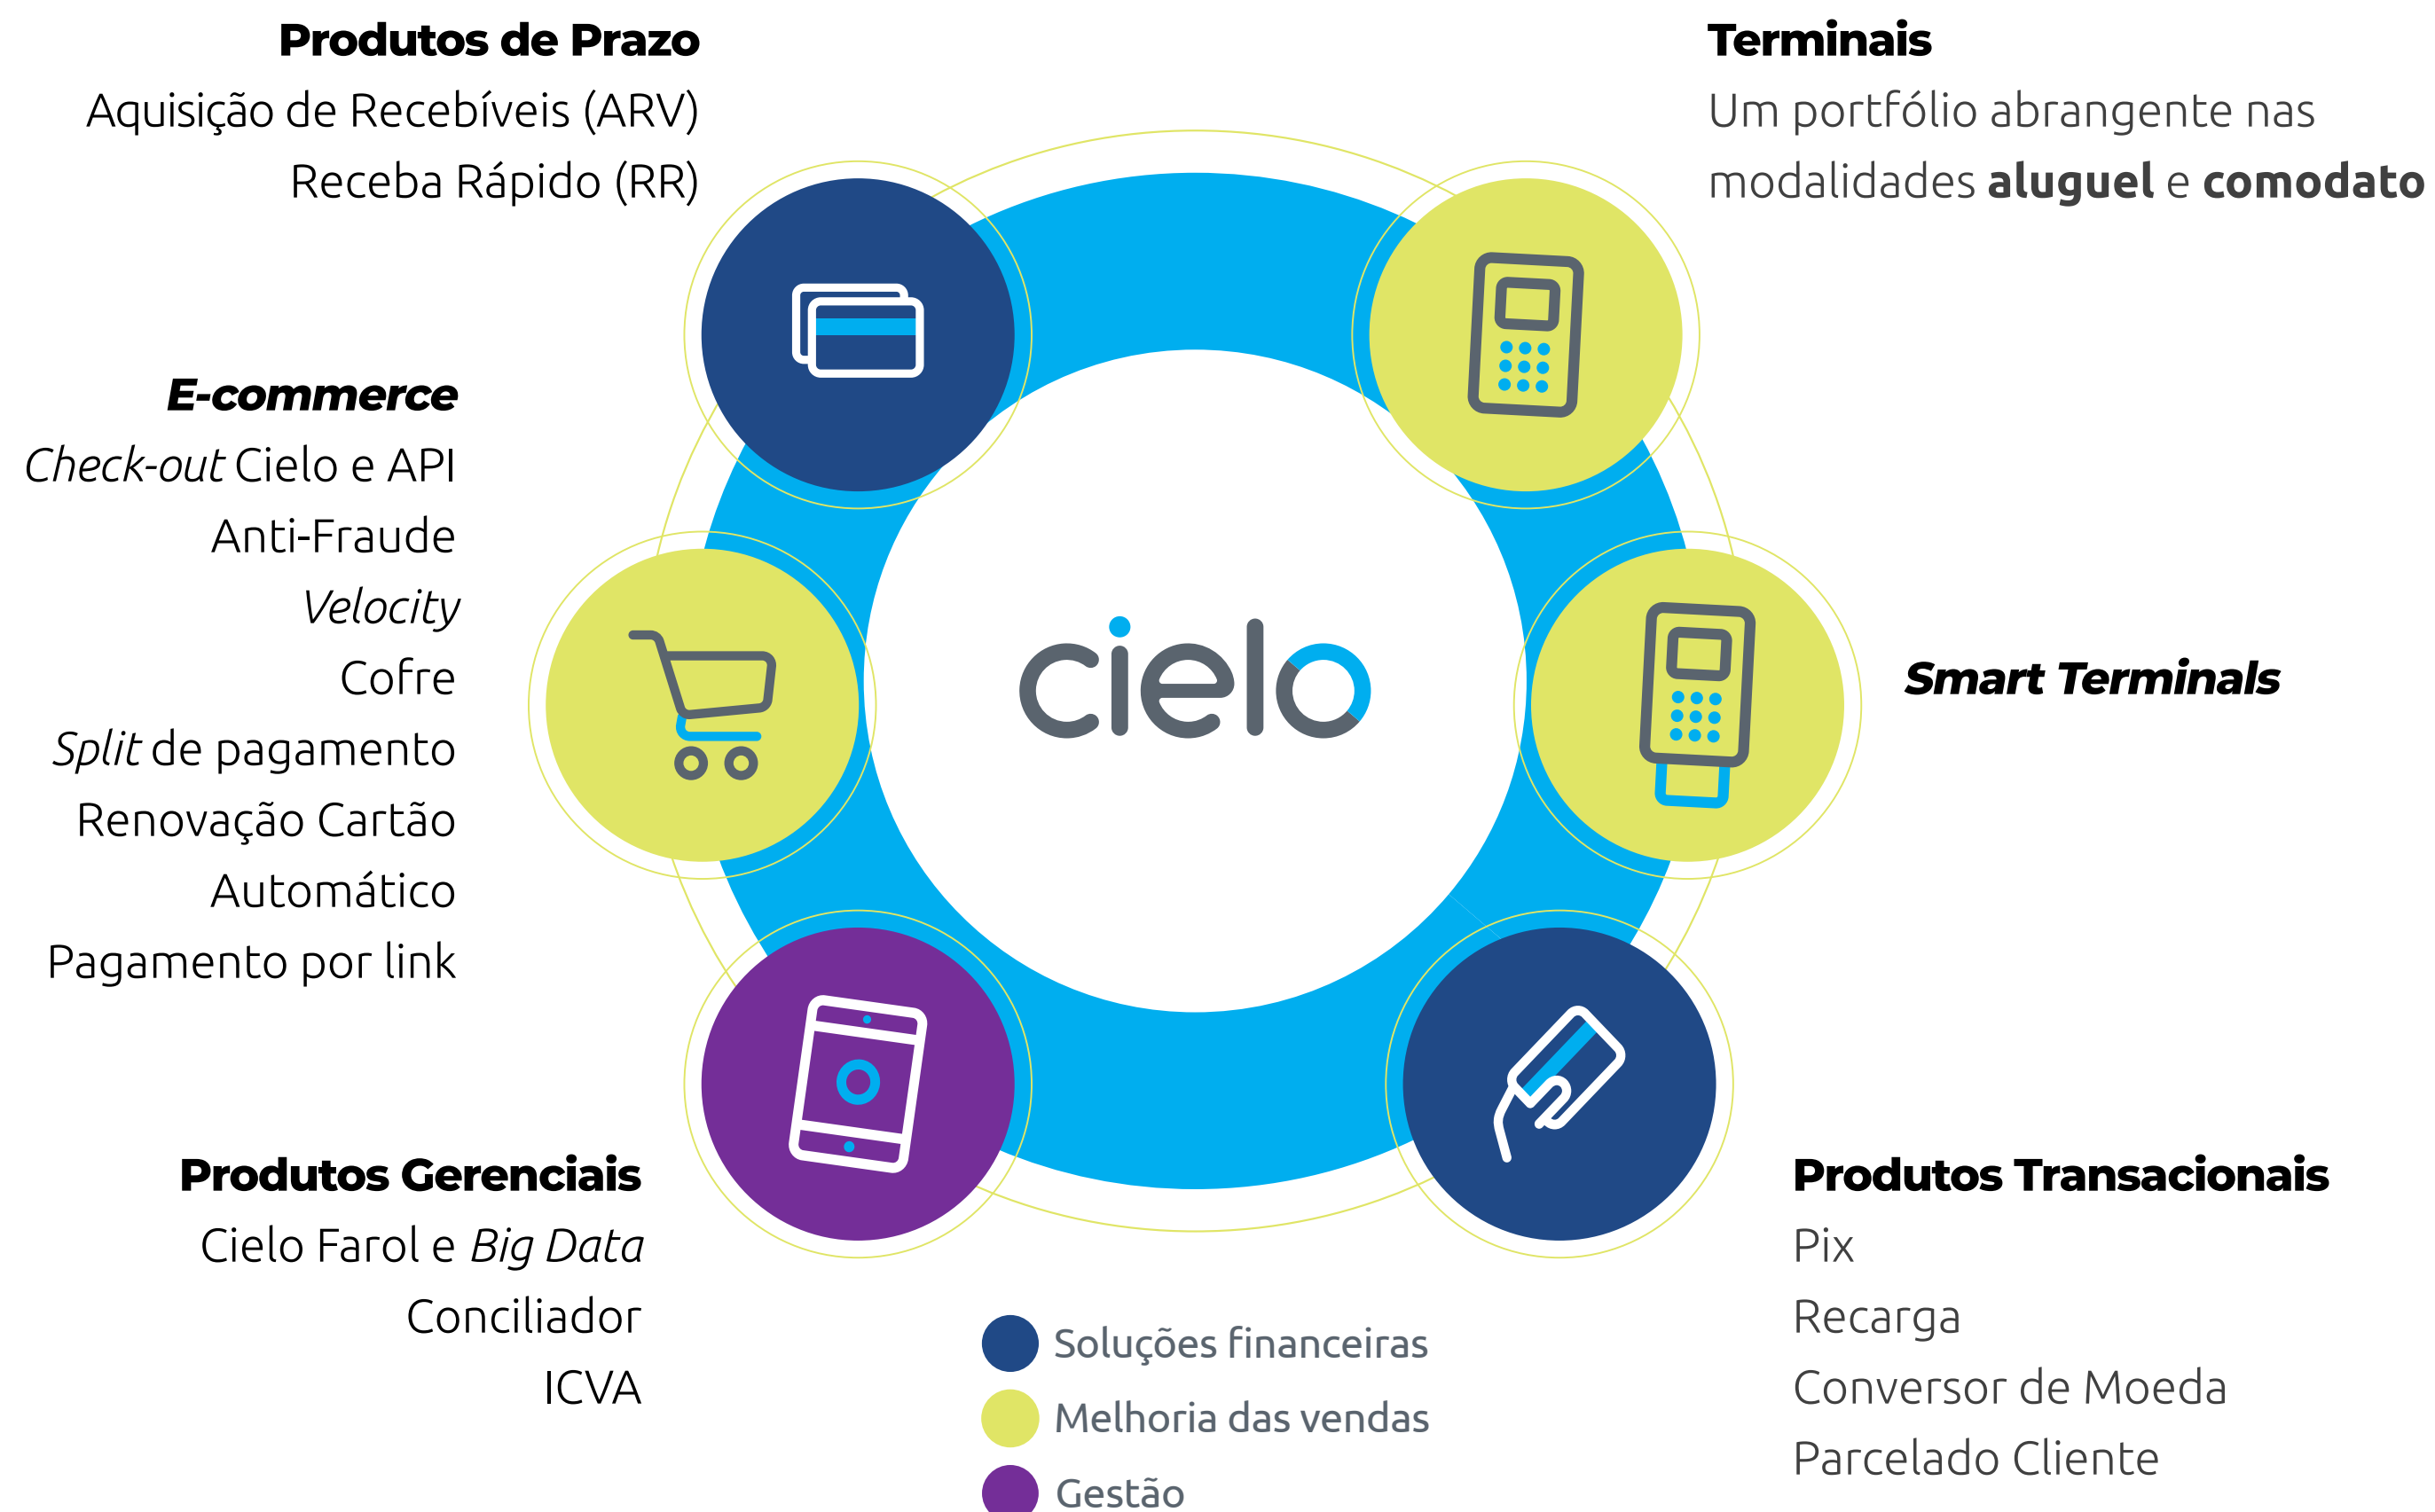 Produtos de Prazo
Aquisição de Recebíveis (ARV)
Receba Rápido (RR)
Terminais
Um portfólio abrangente nas
modalidades aluguel e comodato
E-commerce
Check-out Cielo e API
Anti-Fraude
Velocity
Cofre
Split de pagamento
Renovação Cartão
Automático
Pagamento por link
cielo
Smart Terminals
Produtos Gerenciais
Cielo Farol e Big Data
Conciliador
ICVA
Produtos Transacionais
Pix
Recarga
Conversor de Moeda
Parcelado Cliente
Soluções financeiras
Melhoria das vendas
Gestão